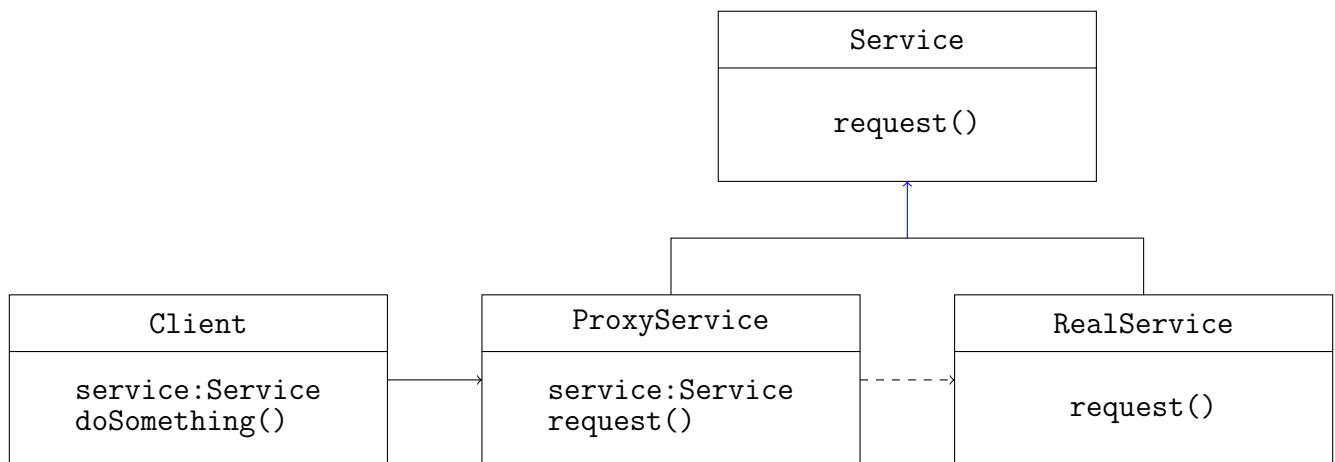 Service
request()
Client
service:Service
doSomething()
ProxyService
service:Service
request()
RealService
request()